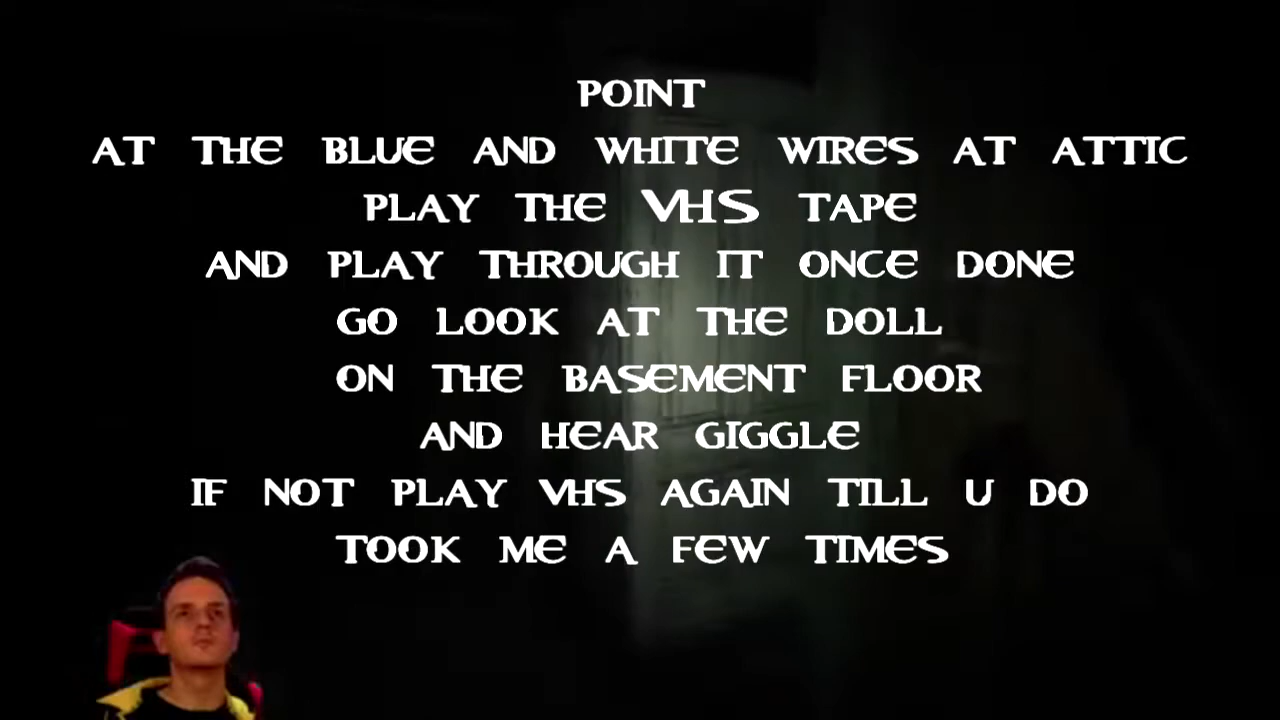 POINT
AT THE BLUE AND WHITE WIRES AT ATTIC
PLAY THE VHS TAPE
AND PLAY THROUGH IT ONCE DONE
GO LOOK AT THE DOLL
ON THE BASEMENT FLOOR
AND HEAR GIGGLE
IF NOT PLAY VHS AGAIN TILL U DO
TOOK ME A FEW TIMES